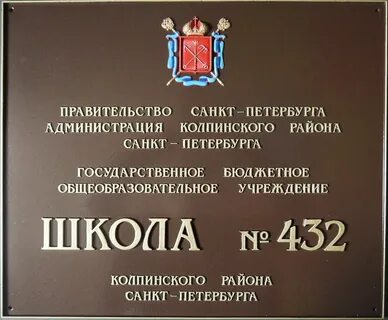 ПРАВИТЕЛЬСТВО САНКТ-ПЕТЕРБУРГА
АДМИНИСТРАЦИЯ КОЛПИНСКОГО РАЙОНА
САНКТ – ПЕТЕРБУРГА
ГОСУДАРСТВЕННОЕ БЮДЖЕТНОЕ
ОБЩЕОБРАЗОВАТЕЛЬНОЕ УЧРЕЖДЕНИЕ
ШКОЛА № 432
КОЛПИНСКОГО РАЙОНА
САНКТ-ПЕТЕРБУРГА